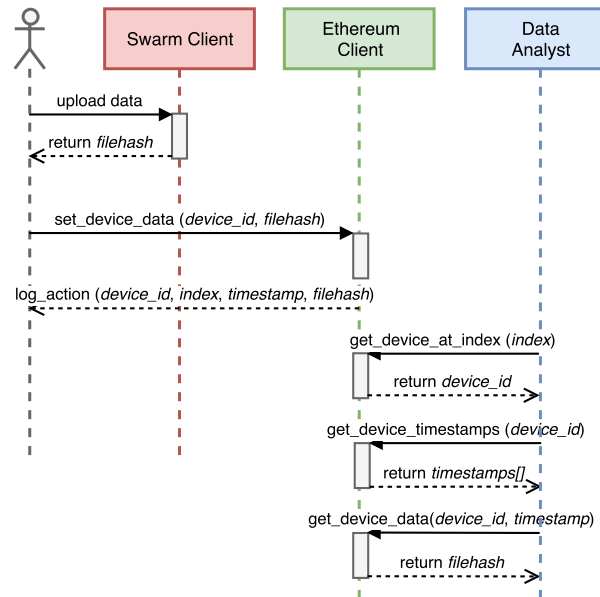 Swarm Client
Ethereum
Client
Data
Analyst
upload data
return filehash
set_device_data (device_id, filehash)
log_action (device_id, index, timestamp, filehash)
get_device_at_index (index)
return device_id
get_device_timestamps (device_id)
return timestamps[]
get_device_data(device_id, timestamp)
return filehash